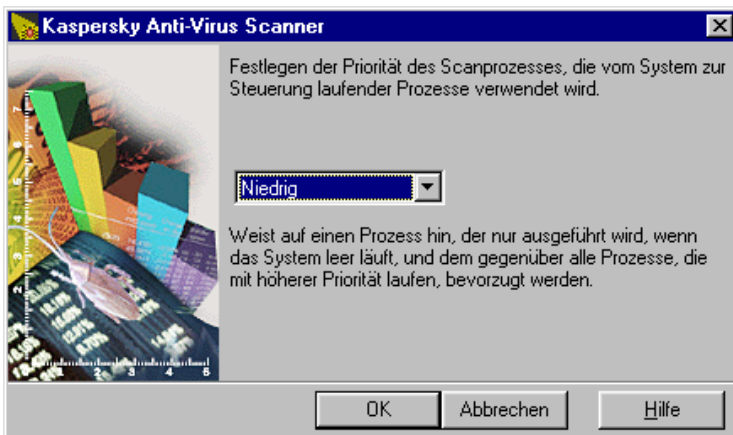 Kaspersky Anti-Virus Scanner
Festlegen der Priorität des Scanprozesses, die vom System zur
Steuerung laufender Prozesse verwendet wird.
Niedrig
Weist auf einen Prozess hin, der nur ausgeführt wird, wenn
das System leer läuft, und dem gegenüber alle Prozesse, die
mit höherer Priorität laufen, bevorzugt werden.
OK
Abbrechen
Hilfe